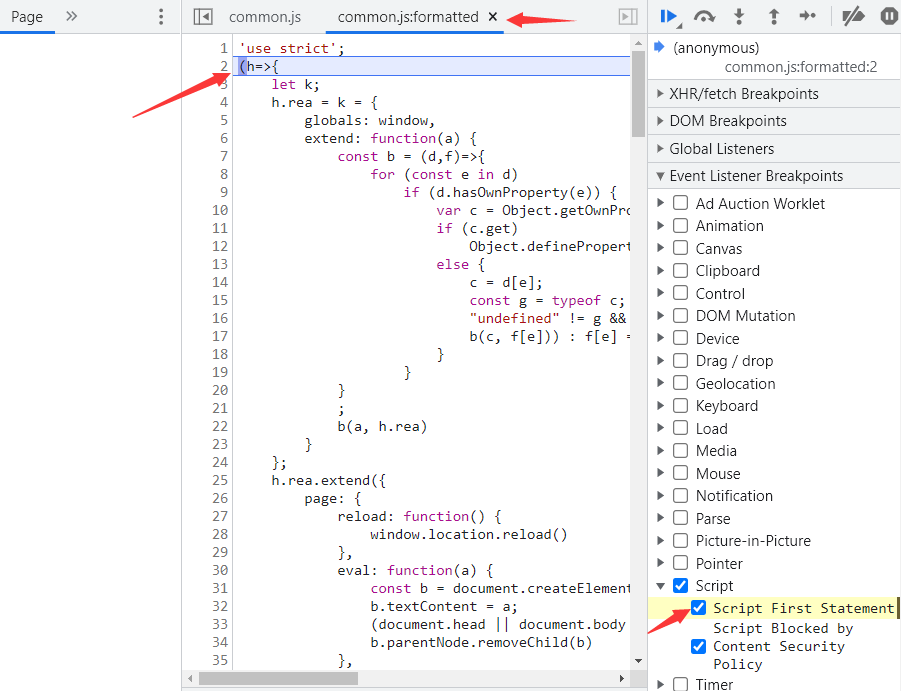 Page
common.js
common.js:formatted
1 'use strict';
2 (h=>{
3 let k;
4 h.rea = k = {
5 globals: window,
6 extend: function(a) {
7 const b = (d,f)=>{
8 for (const e in d)
9 if (d.hasOwnProperty(e)) {
10 var c = Object.getOwnPro
11 if (c.get)
12 Object.definePropert
13 else {
14 c = d[e];
15 const g = typeof c;
16 "undefined" != g &&
17 b(c, f[e])) : f[e] =
18 }
19 }
20 }
21 ;
22 b(a, h.rea)
23 }
24 };
25 h.rea.extend({
26 page: {
27 reload: function() {
28 window.location.reload()
29 },
30 eval: function(a) {
31 const b = document.createElement
32 b.textContent = a;
33 (document.head || document.body
34 b.parentNode.removeChild(b)
35 },
(anonymous)
common.js:formatted:2
XHR/fetch Breakpoints
DOM Breakpoints
Global Listeners
Event Listener Breakpoints
Ad Auction Worklet
Animation
Canvas
Clipboard
Control
DOM Mutation
Device
Drag / drop
Geolocation
Keyboard
Load
Media
Mouse
Notification
Parse
Picture-in-Picture
Pointer
Script
Script First Statement
Script Blocked by
Content Security
Policy
Timer